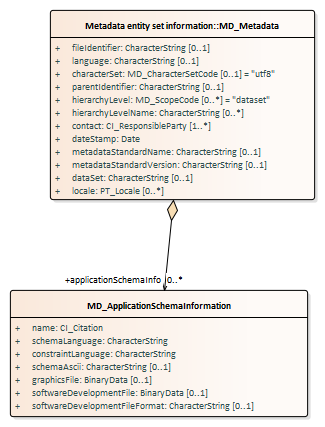 Metadata entity set information::MD_Metadata
+ fileIdentifier: CharacterString [0..1]
+ language: CharacterString [0..1]
+ characterSet: MD_CharacterSetCode [0..1] = "utf8"
+ parentIdentifier: CharacterString [0..1]
+ hierarchyLevel: MD_ScopeCode [0..*] = "dataset"
+ hierarchyLevelName: CharacterString [0..*]
+ contact: CI_ResponsibleParty [1..*]
+ dateStamp: Date
+ metadataStandardName: CharacterString [0..1]
+ metadataStandardVersion: CharacterString [0..1]
+ dataSet: CharacterString [0..1]
+ locale: PT_Locale [0..*]
+applicationSchemaInfo 0..*
MD_ApplicationSchemaInformation
+ name: CI_Citation
+ schemaLanguage: CharacterString
+ constraintLanguage: CharacterString
+ schemaAscii: CharacterString [0..1]
+ graphicsFile: BinaryData [0..1]
+ softwareDevelopmentFile: BinaryData [0..1]
+ softwareDevelopmentFileFormat: CharacterString [0..1]